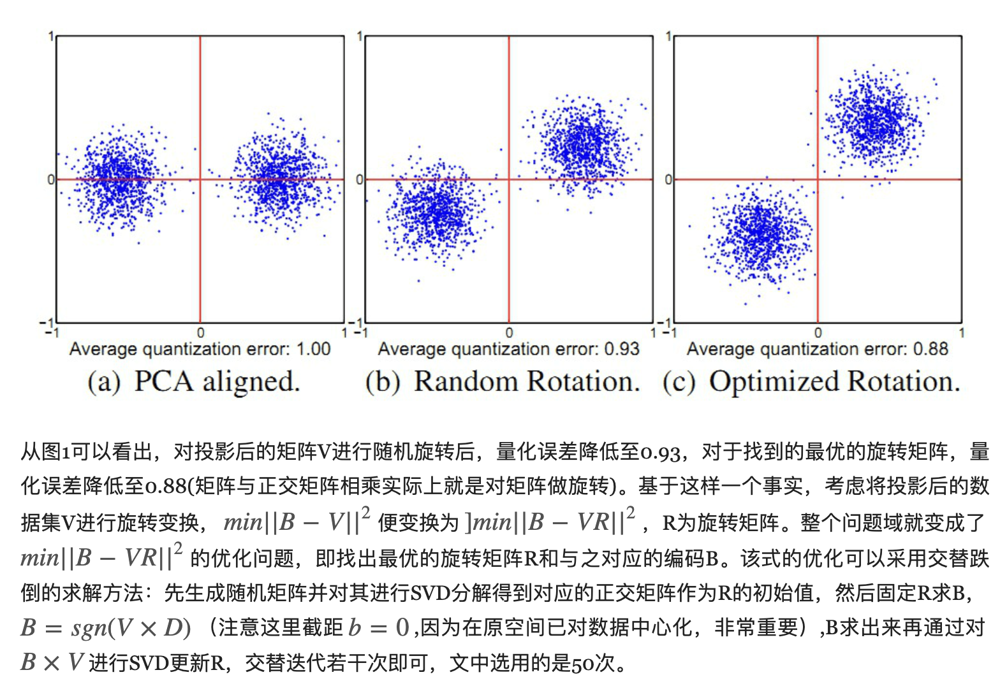 1 1 1
0 0 0
−1 −1 −1
−1 0 1 −1 0 1 −1 0 1
Average quantization error: 1.00 Average quantization error: 0.93 Average quantization error: 0.88
(a) PCA aligned. (b) Random Rotation. (c) Optimized Rotation.
从图1可以看出，对投影后的矩阵V进行随机旋转后，量化误差降低至0.93，对于找到的最优的旋转矩阵，量
化误差降低至0.88(矩阵与正交矩阵相乘实际上就是对矩阵做旋转)。基于这样一个事实，考虑将投影后的数
据集V进行旋转变换， min||B − V||² 便变换为 ]min||B − VR||² ，R为旋转矩阵。整个问题域就变成了
min||B − VR||² 的优化问题，即找出最优的旋转矩阵R和与之对应的编码B。该式的优化可以采用交替跌
倒的求解方法：先生成随机矩阵并对其进行SVD分解得到对应的正交矩阵作为R的初始值，然后固定R求B，
B = sgn(V × D) （注意这里截距 b = 0 ,因为在原空间已对数据中心化，非常重要）,B求出来再通过对
B × V 进行SVD更新R，交替迭代若干次即可，文中选用的是50次。